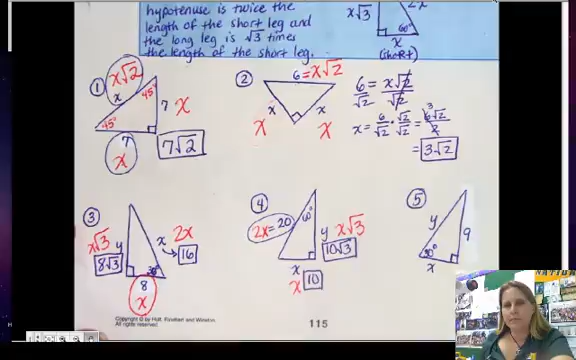 hypotenuse is twice the
length of the short leg and
the long leg is √3 times
the length of the short leg.
x√3
2x
60°
x
(short)
① x√2
x
45°
7 x
45°
7
x
7√2
② 6 = x√2
x
x
x
x
6 = x√2
√2 √2
x = 6/√2 · √2/√2 = 6√2/2
3
= 3√2
③
x√3 y
x 2x
8√3
16
8
x
④
2x = 20
60°
y x√3
10√3
x
x 10
⑤
y
9
x
Copyright © by Holt, Rinehart and Winston.
All rights reserved.
115